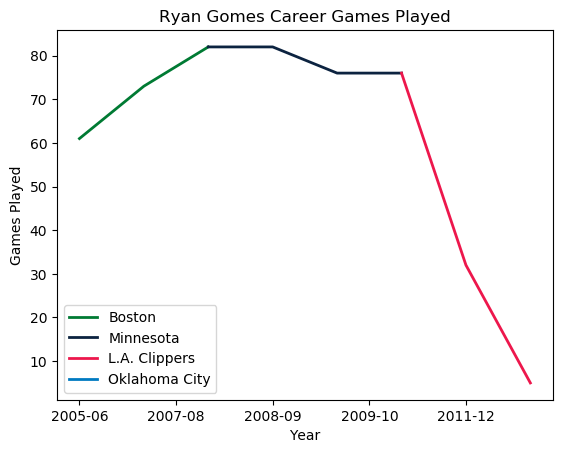 Ryan Gomes Career Games Played
Games Played
80
70
60
50
40
30
20
10
Boston
Minnesota
L.A. Clippers
Oklahoma City
2005-06
2007-08
2008-09
2009-10
2011-12
Year